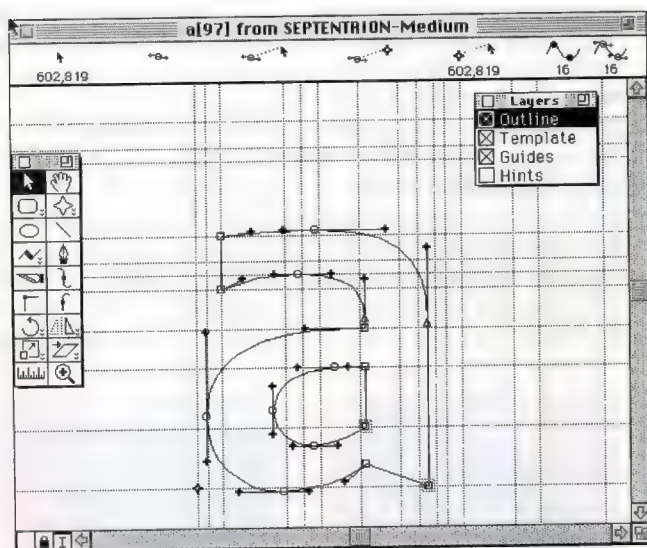 a[97] from SEPTENTRION-Medium
602,819
602,819
16
16
Layers
Outline
Template
Guides
Hints